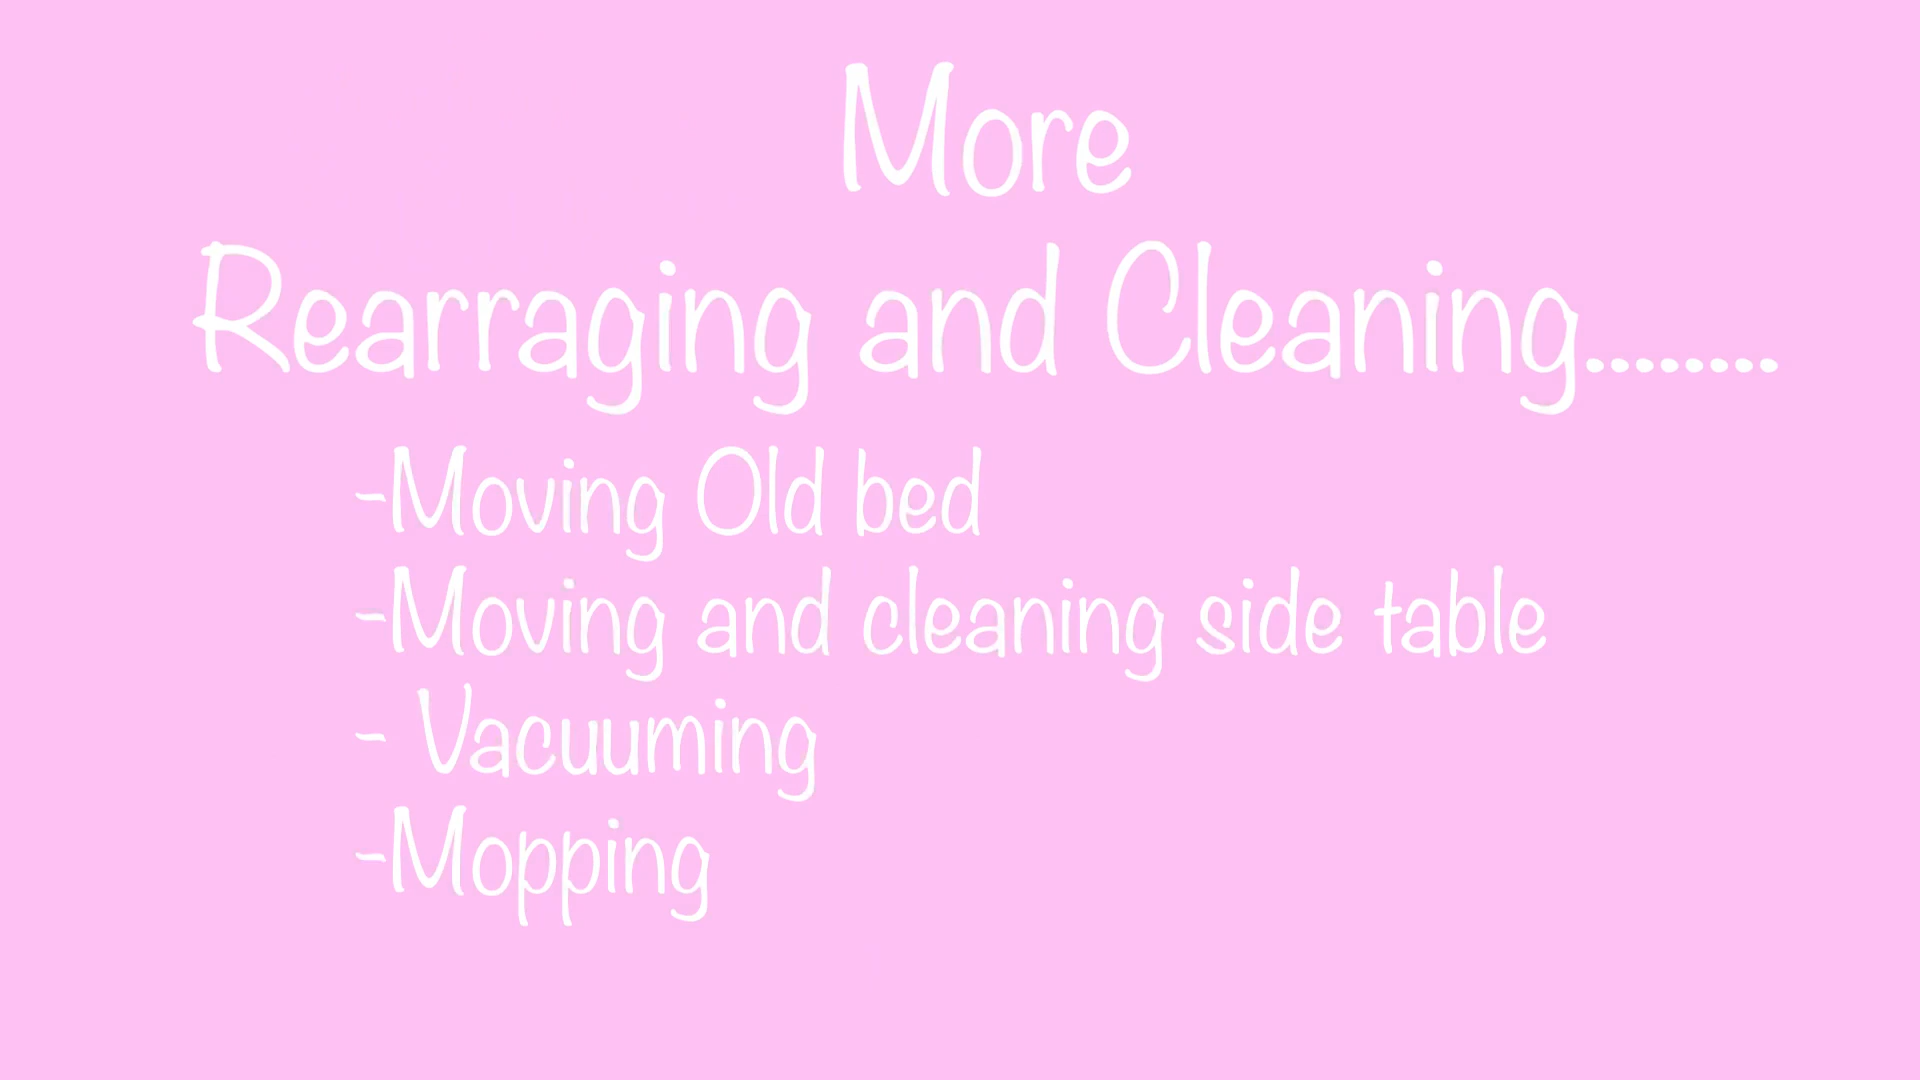 More
Rearraging and Cleaning........
-Moving Old bed
-Moving and cleaning side table
- Vacuuming
-Mopping